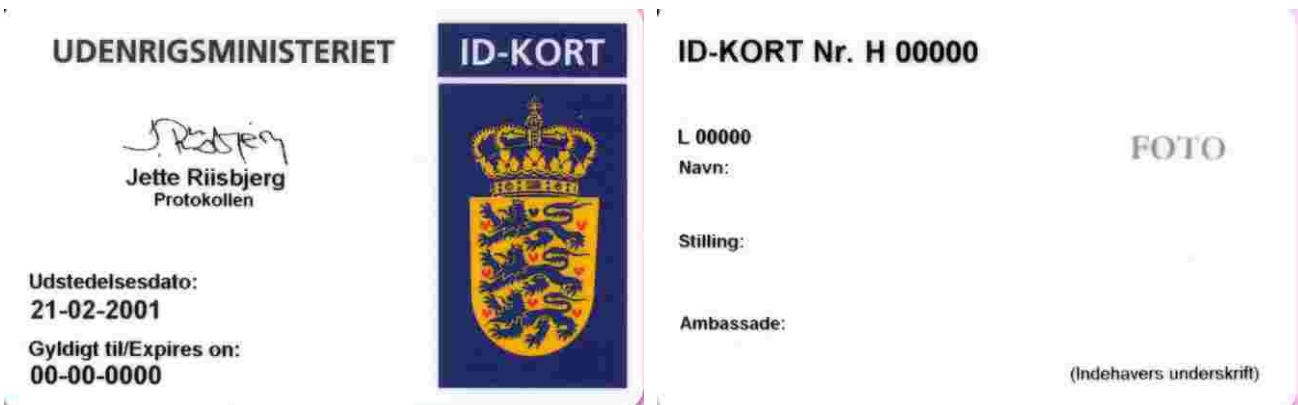 UDENRIGSMINISTERIET
ID-KORT
J. Riisbjerg
Jette Riisbjerg
Protokollen
Udstedelsesdato:
21-02-2001
Gyldigt til/Expires on:
00-00-0000
ID-KORT Nr. H 00000
L 00000
FOTO
Navn:
Stilling:
Ambassade:
(Indehavers underskrift)